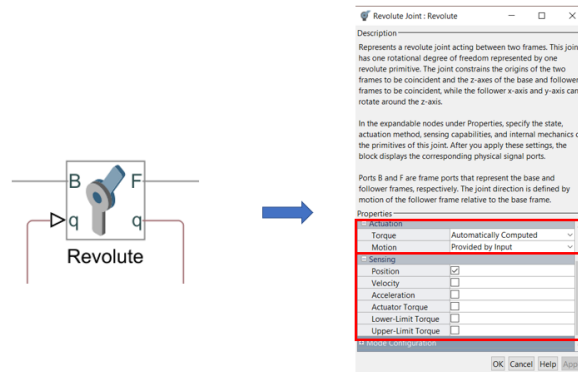 B
F
q
q
Revolute
Revolute Joint : Revolute
Description
Represents a revolute joint acting between two frames. This join
has one rotational degree of freedom represented by one
revolute primitive. The joint constrains the origins of the two
frames to be coincident and the z-axes of the base and follower
frames to be coincident, while the follower x-axis and y-axis can
rotate around the z-axis.
In the expandable nodes under Properties, specify the state,
actuation method, sensing capabilities, and internal mechanics o
the primitives of this joint. After you apply these settings, the
block displays the corresponding physical signal ports.
Ports B and F are frame ports that represent the base and
follower frames, respectively. The joint direction is defined by
motion of the follower frame relative to the base frame.
Properties
Actuation
Torque Automatically Computed
Motion Provided by Input
Sensing
Position
Velocity
Acceleration
Actuator Torque
Lower-Limit Torque
Upper-Limit Torque
Mode Configuration
OK Cancel Help App